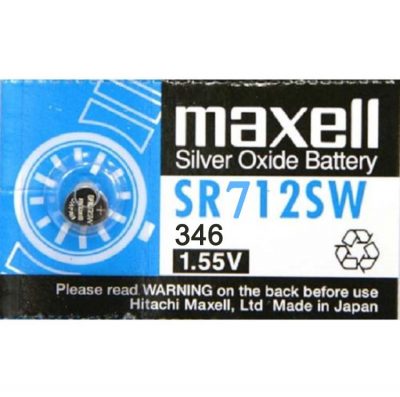 maxell
Silver Oxide Battery
SR712SW
346
1.55V
Please read WARNING on the back before use
Hitachi Maxell, Ltd Made in Japan